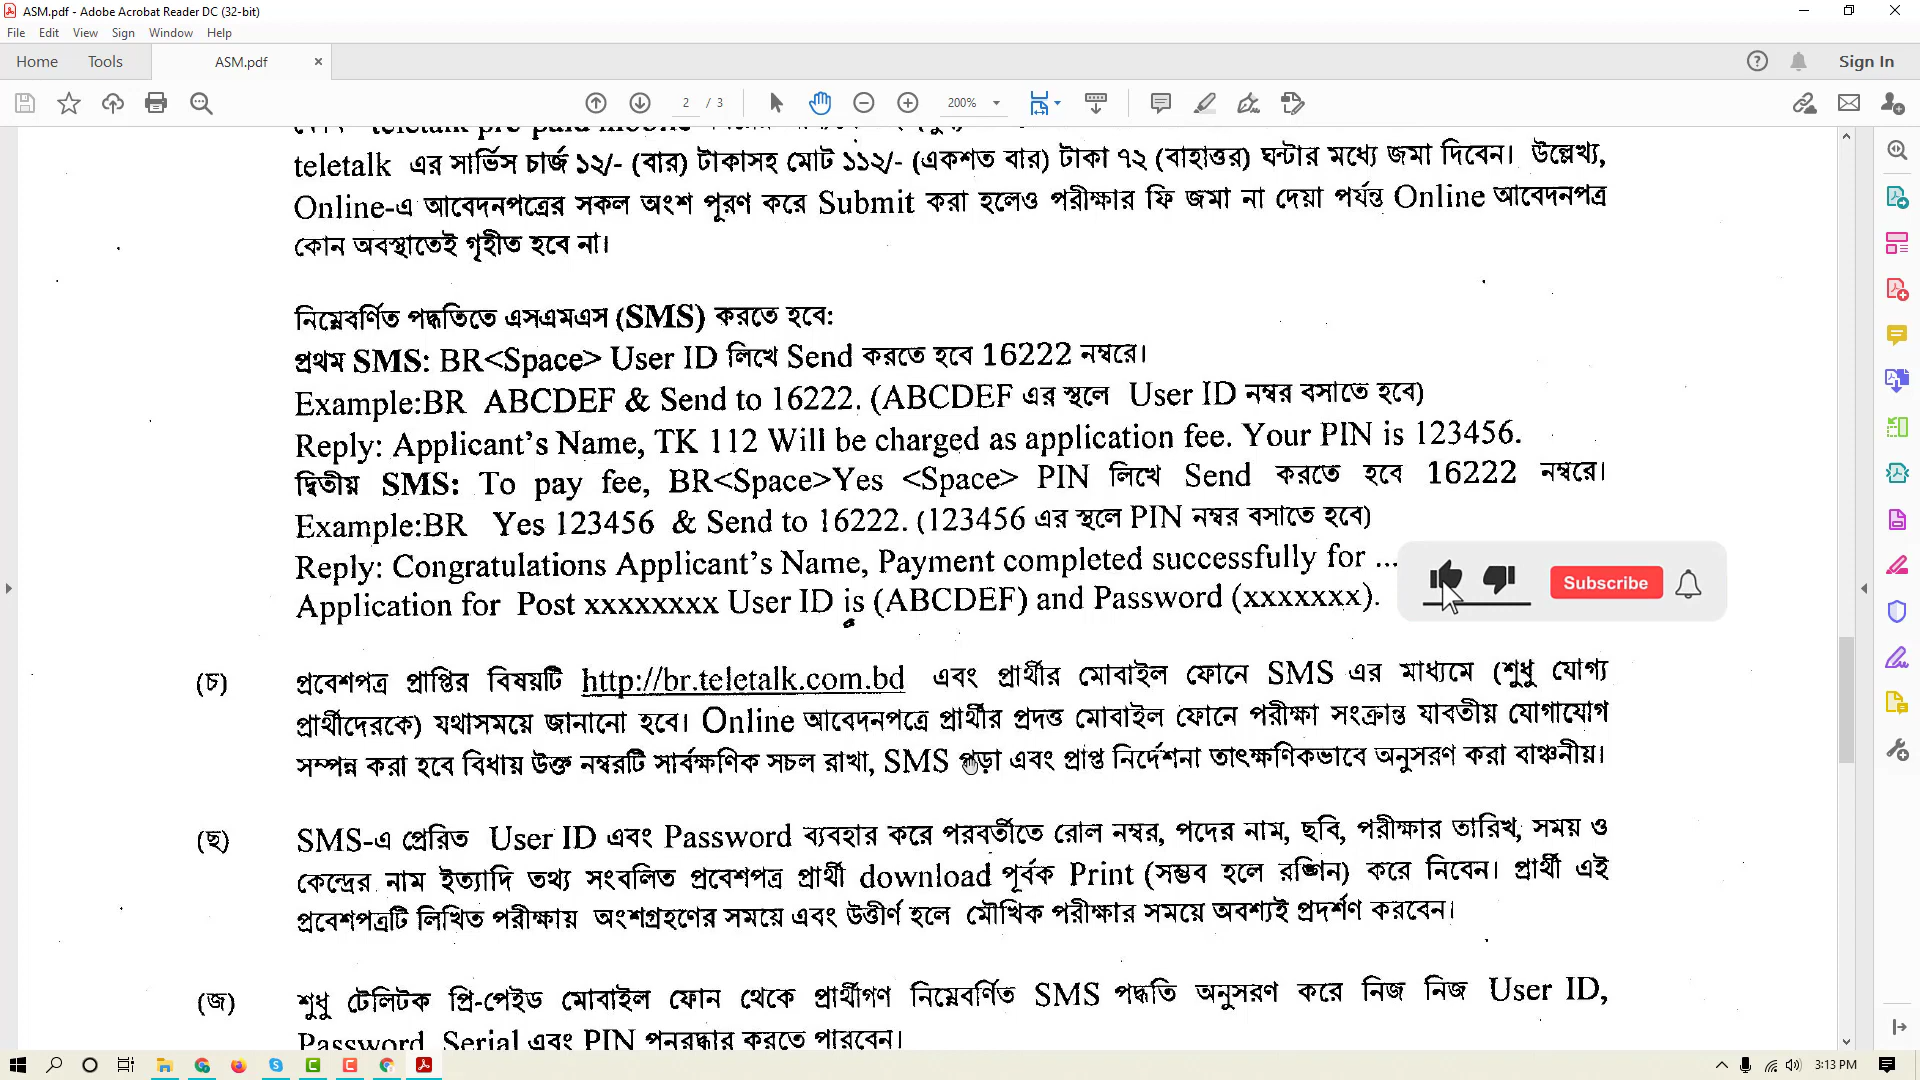 ASM.pdf - Adobe Acrobat Reader DC (32-bit)
File Edit View Sign Window Help
Home Tools ASM.pdf Sign In
2 / 3 200%
teletalk pre paid mobile
teletalk এর সার্ভিস চার্জ ১২/- (বার) টাকাসহ মোট ১১২/- (একশত বার) টাকা ৭২ (বাহাত্তর) ঘন্টার মধ্যে জমা দিবেন। উল্লেখ্য,
Online-এ আবেদনপত্রের সকল অংশ পূরণ করে Submit করা হলেও পরীক্ষার ফি জমা না দেয়া পর্যন্ত Online আবেদনপত্র
কোন অবস্থাতেই গৃহীত হবে না।
নিম্নেবর্ণিত পদ্ধতিতে এসএমএস (SMS) করতে হবে:
প্রথম SMS: BR<Space> User ID লিখে Send করতে হবে 16222 নম্বরে।
Example:BR ABCDEF & Send to 16222. (ABCDEF এর স্থলে User ID নম্বর বসাতে হবে)
Reply: Applicant's Name, TK 112 Will be charged as application fee. Your PIN is 123456.
দ্বিতীয় SMS: To pay fee, BR<Space>Yes <Space> PIN লিখে Send করতে হবে 16222 নম্বরে।
Example:BR Yes 123456 & Send to 16222. (123456 এর স্থলে PIN নম্বর বসাতে হবে)
Reply: Congratulations Applicant's Name, Payment completed successfully for ...
Subscribe
Application for Post xxxxxxxxx User ID is (ABCDEF) and Password (xxxxxxx).
(চ) প্রবেশপত্র প্রাপ্তির বিষয়টি http://br.teletalk.com.bd এবং প্রার্থীর মোবাইল ফোনে SMS এর মাধ্যমে (শুধু যোগ্য
প্রার্থীদেরকে) যথাসময়ে জানানো হবে। Online আবেদনপত্রে প্রার্থীর প্রদত্ত মোবাইল ফোনে পরীক্ষা সংক্রান্ত যাবতীয় যোগাযোগ
সম্পন্ন করা হবে বিধায় উক্ত নম্বরটি সার্বক্ষণিক সচল রাখা, SMS পড়া এবং প্রাপ্ত নির্দেশনা তাৎক্ষণিকভাবে অনুসরণ করা বাঞ্চনীয়।
(ছ) SMS-এ প্রেরিত User ID এবং Password ব্যবহার করে পরবর্তীতে রোল নম্বর, পদের নাম, ছবি, পরীক্ষার তারিখ, সময় ও
কেন্দ্রের নাম ইত্যাদি তথ্য সংবলিত প্রবেশপত্র প্রার্থী download পূর্বক Print (সম্ভব হলে রঙ্গিন) করে নিবেন। প্রার্থী এই
প্রবেশপত্রটি লিখিত পরীক্ষায় অংশগ্রহণের সময়ে এবং উত্তীর্ণ হলে মৌখিক পরীক্ষার সময়ে অবশ্যই প্রদর্শণ করবেন।
(জ) শুধু টেলিটক প্রি-পেইড মোবাইল ফোন থেকে প্রার্থীগণ নিম্নেবর্ণিত SMS পদ্ধতি অনুসরণ করে নিজ নিজ User ID,
Password, Serial এবং PIN পুনরুদ্ধার করতে পারবেন।
3:13 PM